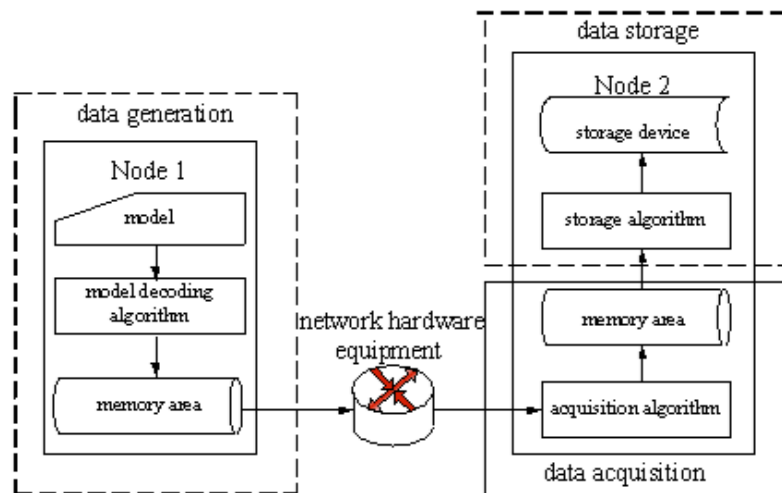 data generation
Node 1
model
model decoding
algorithm
memory area
network hardware
equipment
data storage
Node 2
storage device
storage algorithm
memory area
acquisition algorithm
data acquisition